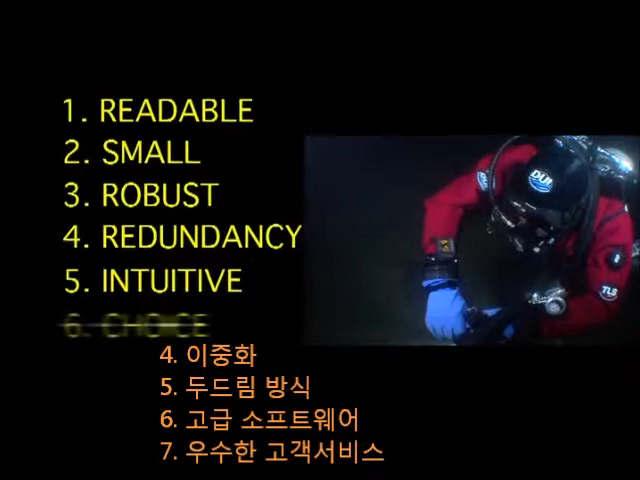 1. READABLE
2. SMALL
3. ROBUST
4. REDUNDANCY
5. INTUITIVE
6. CHOICE
4. 이중화
5. 두드림 방식
6. 고급 소프트웨어
7. 우수한 고객서비스
DUI
TLS